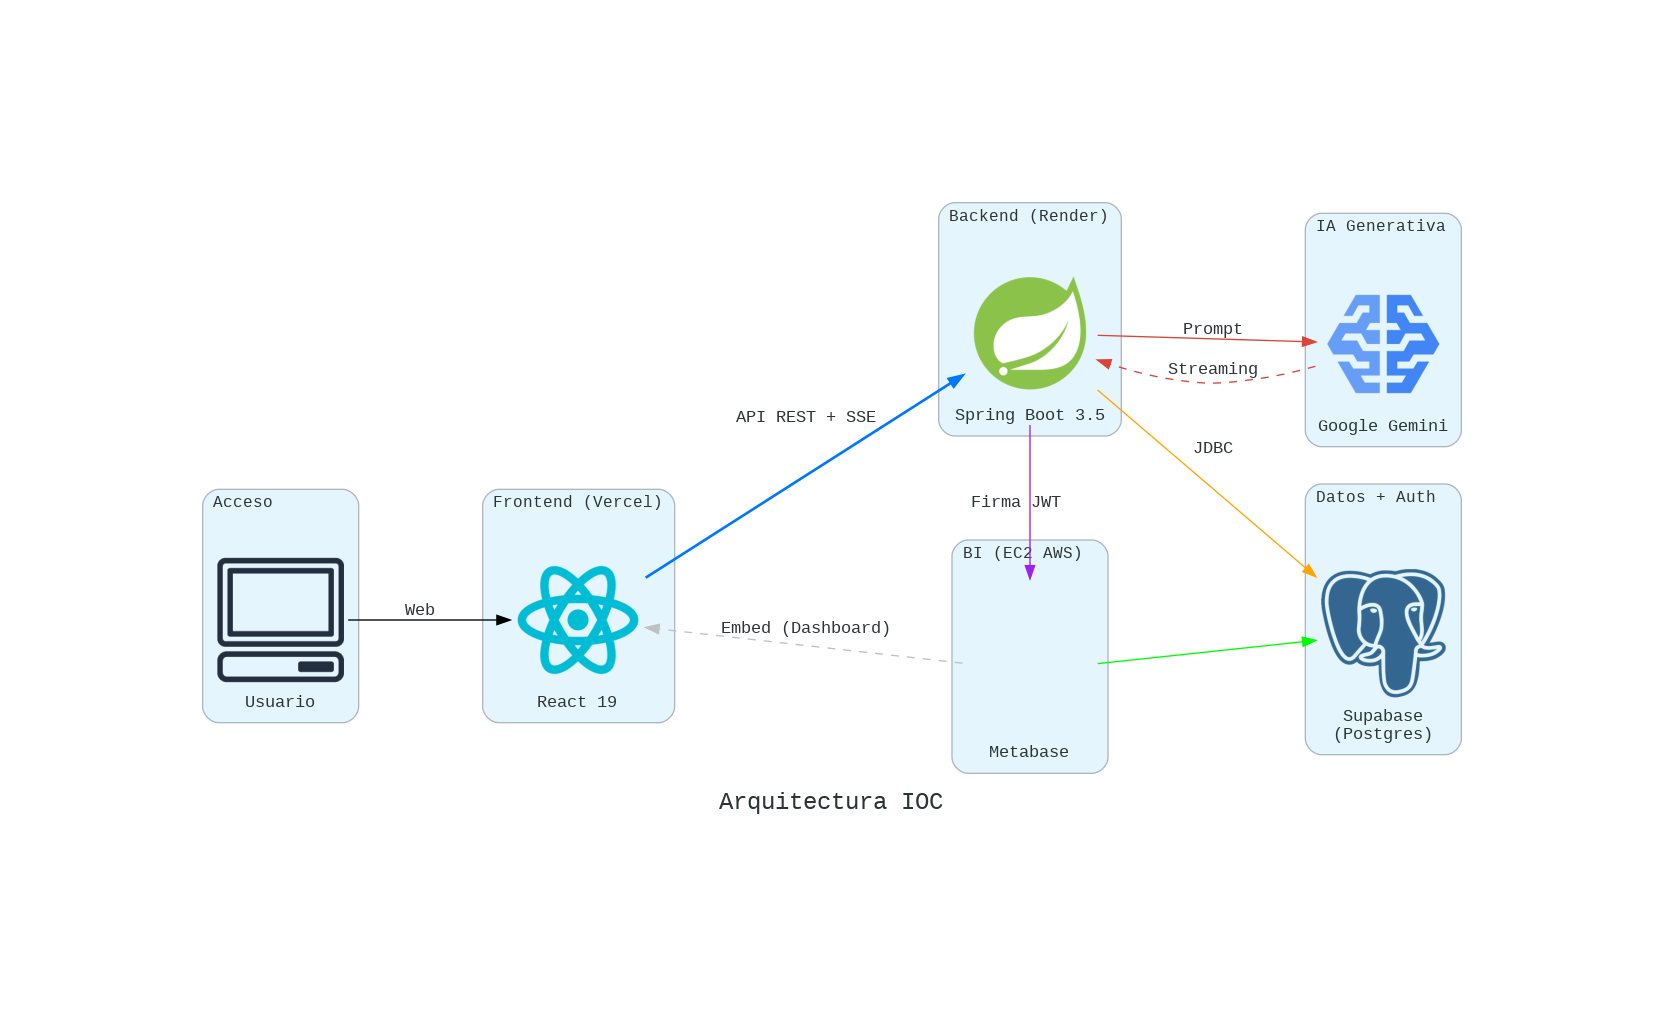 Backend (Render)
IA Generativa
Prompt
Streaming
API REST + SSE
Spring Boot 3.5
Google Gemini
JDBC
Acceso
Frontend (Vercel)
Firma JWT
Datos + Auth
BI (EC2 AWS)
Web
Embed (Dashboard)
Usuario
React 19
Supabase
(Postgres)
Metabase
Arquitectura IOC